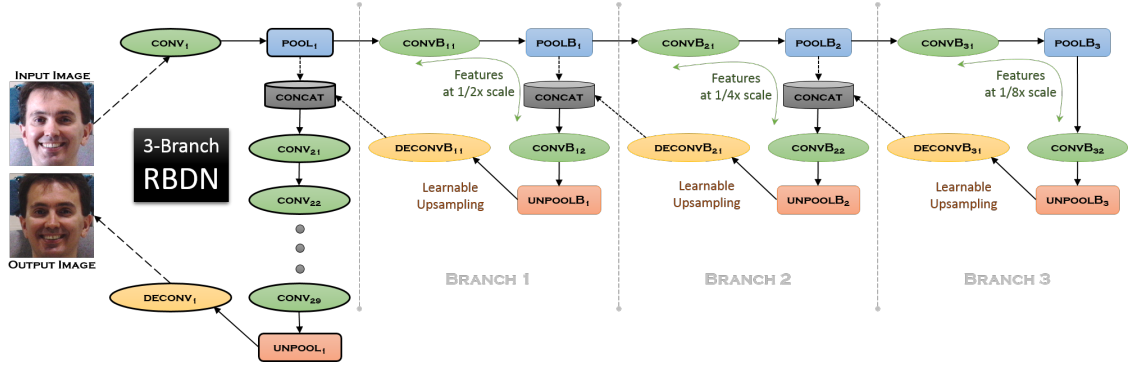 CONV1
POOL1
CONVB11
POOLB1
CONVB21
POOLB2
CONVB31
POOLB3
INPUT IMAGE
CONCAT
Features
at 1/2x scale
CONCAT
Features
at 1/4x scale
CONCAT
Features
at 1/8x scale
3-Branch
RBDN
CONV21
DECONVB11
CONVB12
DECONVB21
CONVB22
DECONVB31
CONVB32
CONV22
Learnable
Upsampling
UNPOOLB1
Learnable
Upsampling
UNPOOLB2
Learnable
Upsampling
UNPOOLB3
OUTPUT IMAGE
BRANCH 1
BRANCH 2
BRANCH 3
DECONV1
CONV29
UNPOOL1